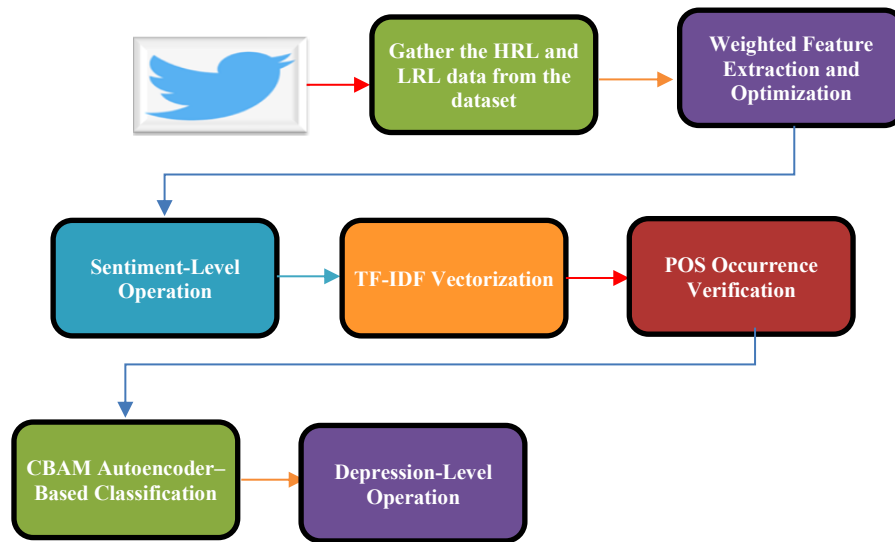 Gather the HRL and
LRL data from the
dataset
Weighted Feature
Extraction and
Optimization
Sentiment-Level
Operation
TF-IDF Vectorization
POS Occurrence
Verification
CBAM Autoencoder–
Based Classification
Depression-Level
Operation